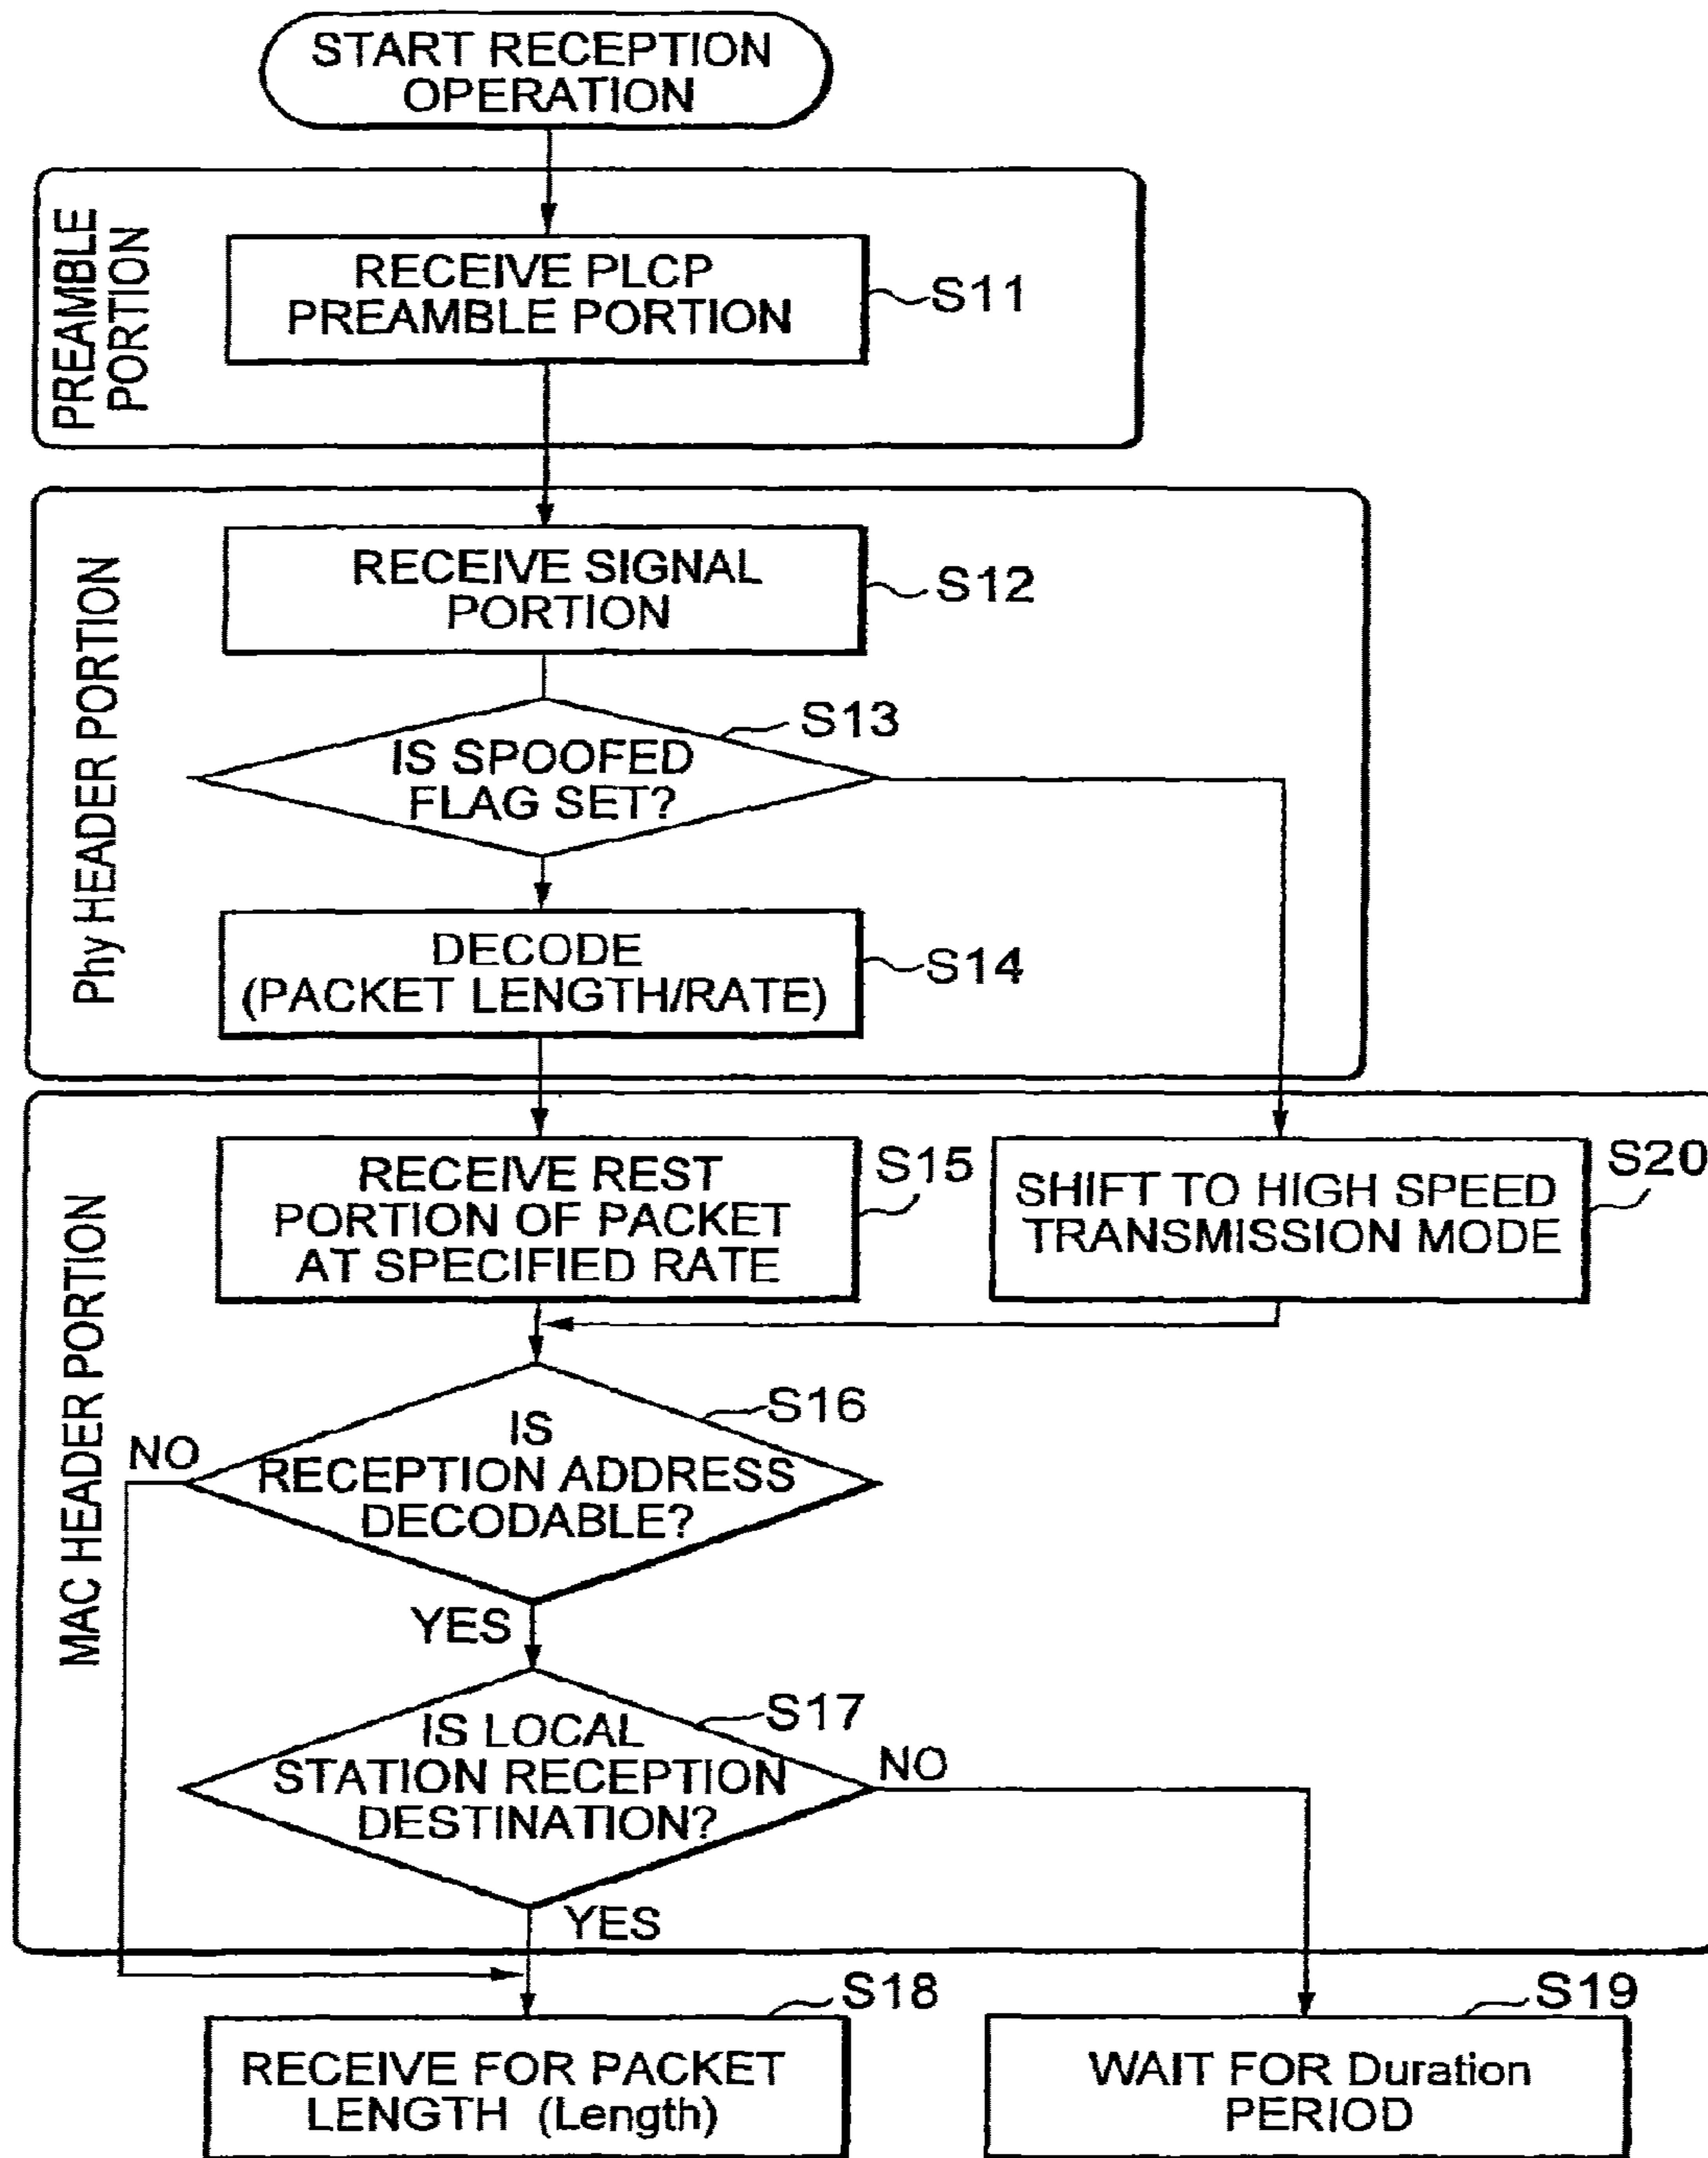 START RECEPTION
OPERATION
PREAMBLE
PORTION
RECEIVE PLCP
PREAMBLE PORTION
S11
Phy HEADER PORTION
RECEIVE SIGNAL
PORTION
S12
S13
IS SPOOFED
FLAG SET?
DECODE
(PACKET LENGTH/RATE)
S14
MAC HEADER PORTION
RECEIVE REST
PORTION OF PACKET
AT SPECIFIED RATE
S15
SHIFT TO HIGH SPEED
TRANSMISSION MODE
S20
S16
IS
RECEPTION ADDRESS
DECODABLE?
NO
YES
S17
IS LOCAL
STATION RECEPTION
DESTINATION?
NO
YES
S18
RECEIVE FOR PACKET
LENGTH (Length)
S19
WAIT FOR Duration
PERIOD